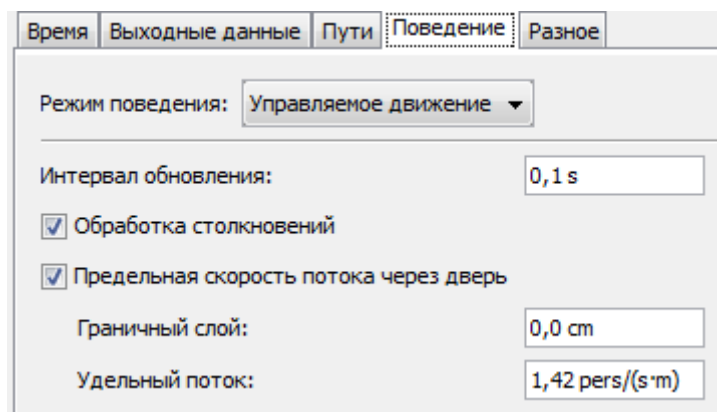 Время Выходные данные Пути Поведение Разное
Режим поведения: Управляемое движение
Интервал обновления: 0,1 s
Обработка столкновений
Предельная скорость потока через дверь
Граничный слой: 0,0 cm
Удельный поток: 1,42 pers/(s·m)